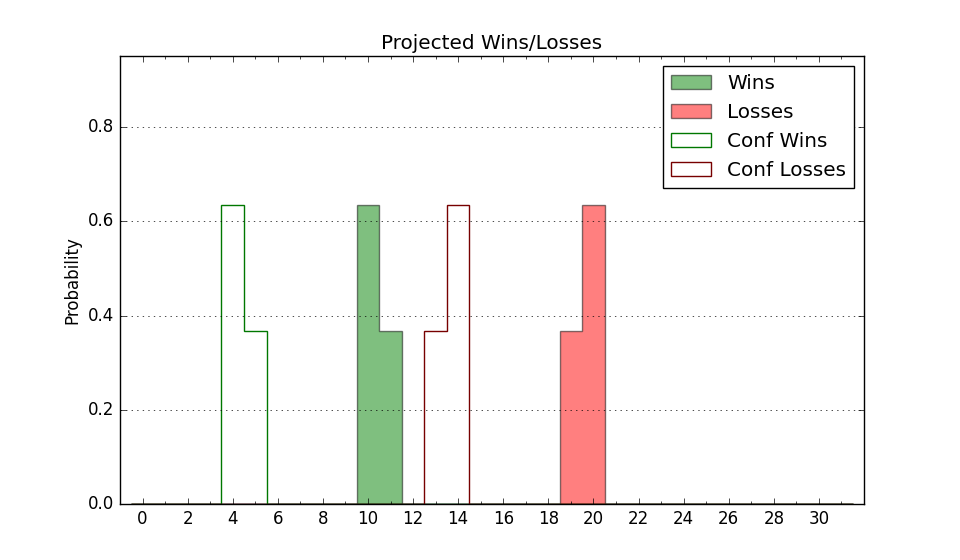 Projected Wins/Losses
Wins
Losses
Conf Wins
Conf Losses
Probability
0.8
0.6
0.4
0.2
0.0
0 2 4 6 8 10 12 14 16 18 20 22 24 26 28 30